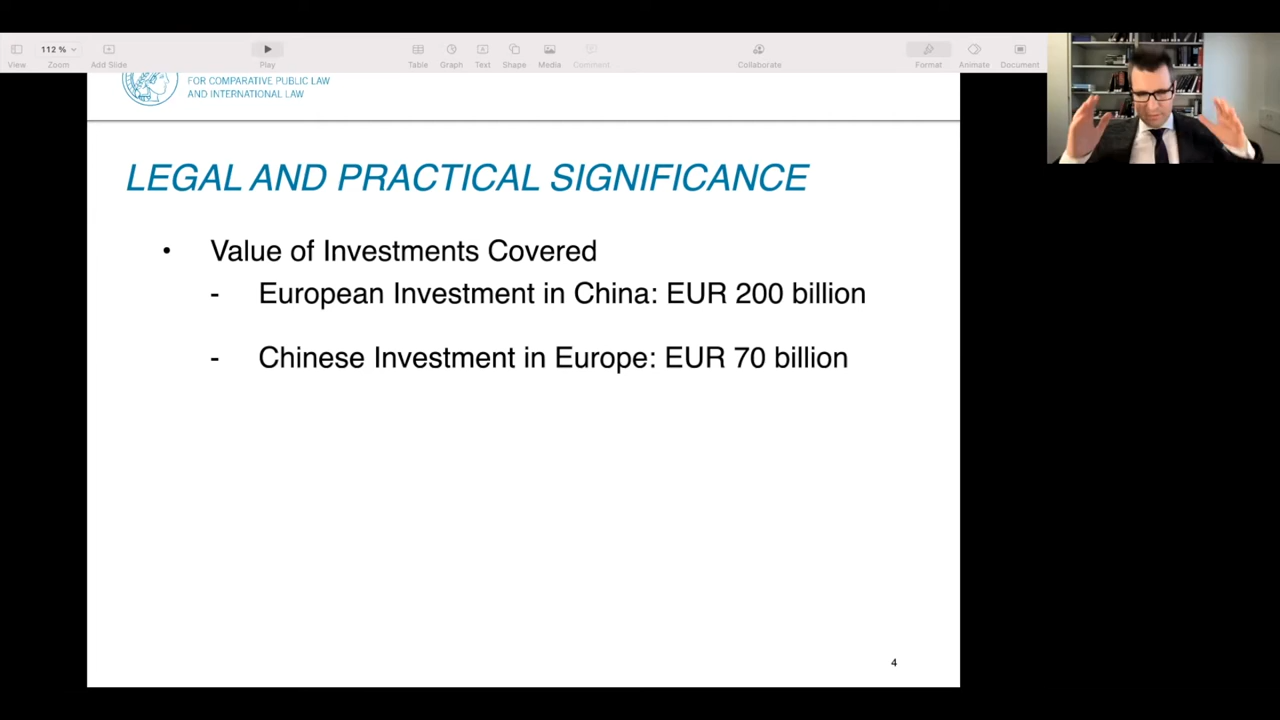 112 %
View
Zoom
Add Slide
Play
Table
Graph
Text
Shape
Media
Comment
Collaborate
Format
Animate
Document
FOR COMPARATIVE PUBLIC LAW
AND INTERNATIONAL LAW
LEGAL AND PRACTICAL SIGNIFICANCE
• Value of Investments Covered
- European Investment in China: EUR 200 billion
- Chinese Investment in Europe: EUR 70 billion
4